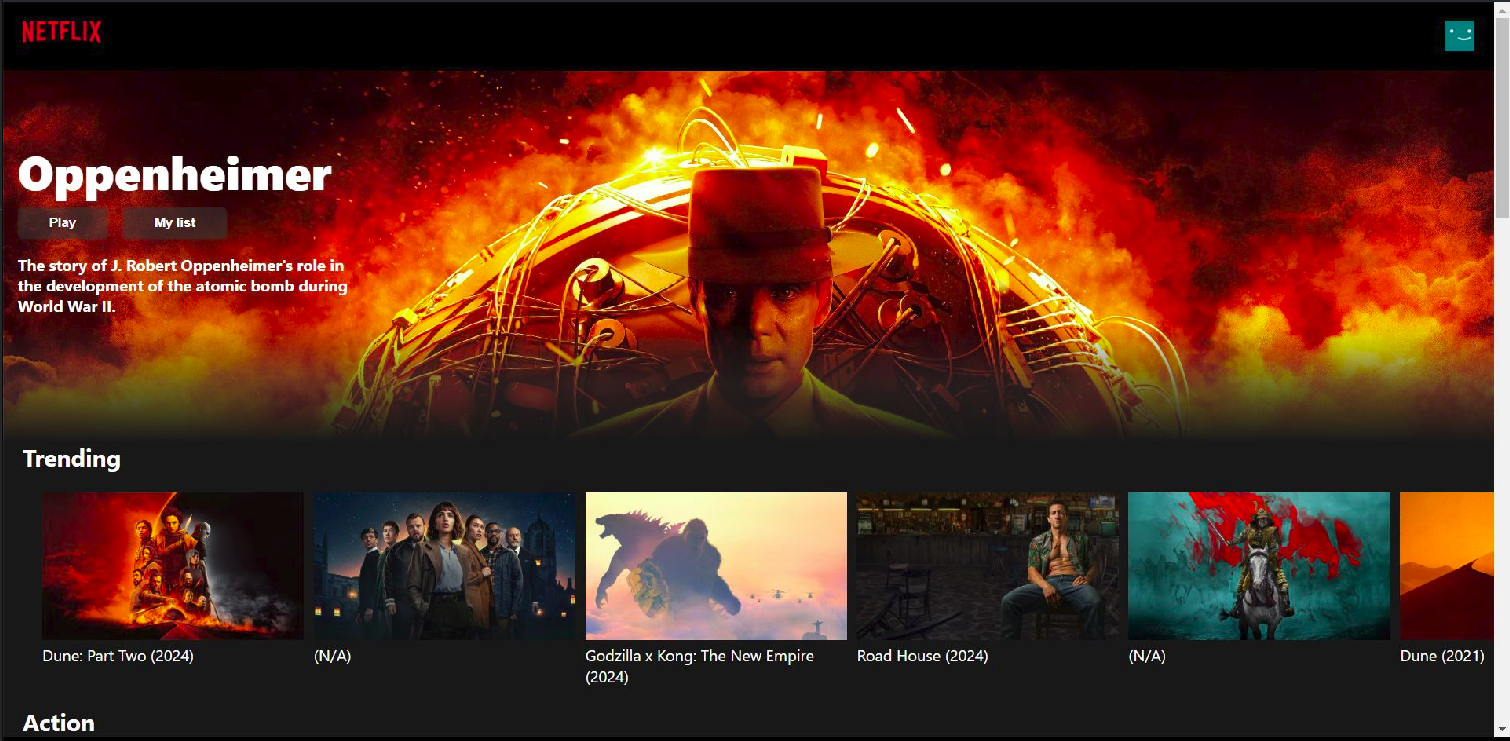 NETFLIX
Oppenheimer
Play
My list
The story of J. Robert Oppenheimer's role in
the development of the atomic bomb during
World War II.
Trending
Dune: Part Two (2024)
(N/A)
Godzilla x Kong: The New Empire
(2024)
Road House (2024)
(N/A)
Dune (2021)
Action